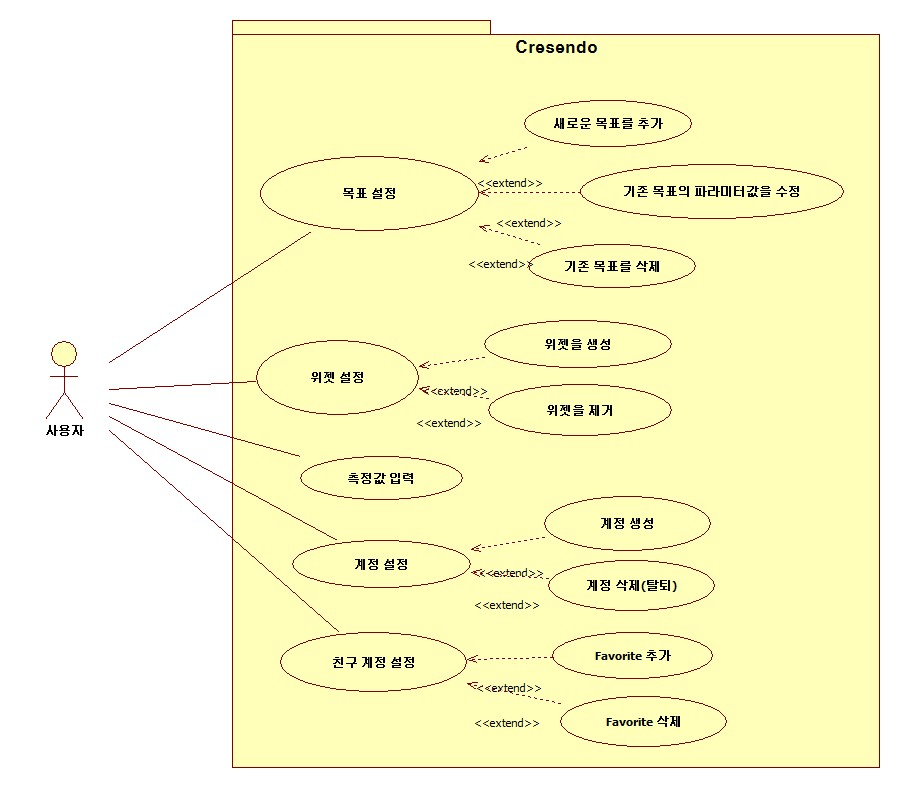 Cresendo
새로운 목표를 추가
목표 설정
<<extend>>
기존 목표의 파라미터값을 수정
<<extend>>
<<extend>>
기존 목표를 삭제
위젯을 생성
위젯 설정
<<extend>>
위젯을 제거
<<extend>>
사용자
측정값 입력
계정 생성
계정 설정
<<extend>>
계정 삭제(탈퇴)
<<extend>>
Favorite 추가
친구 계정 설정
<<extend>>
Favorite 삭제
<<extend>>